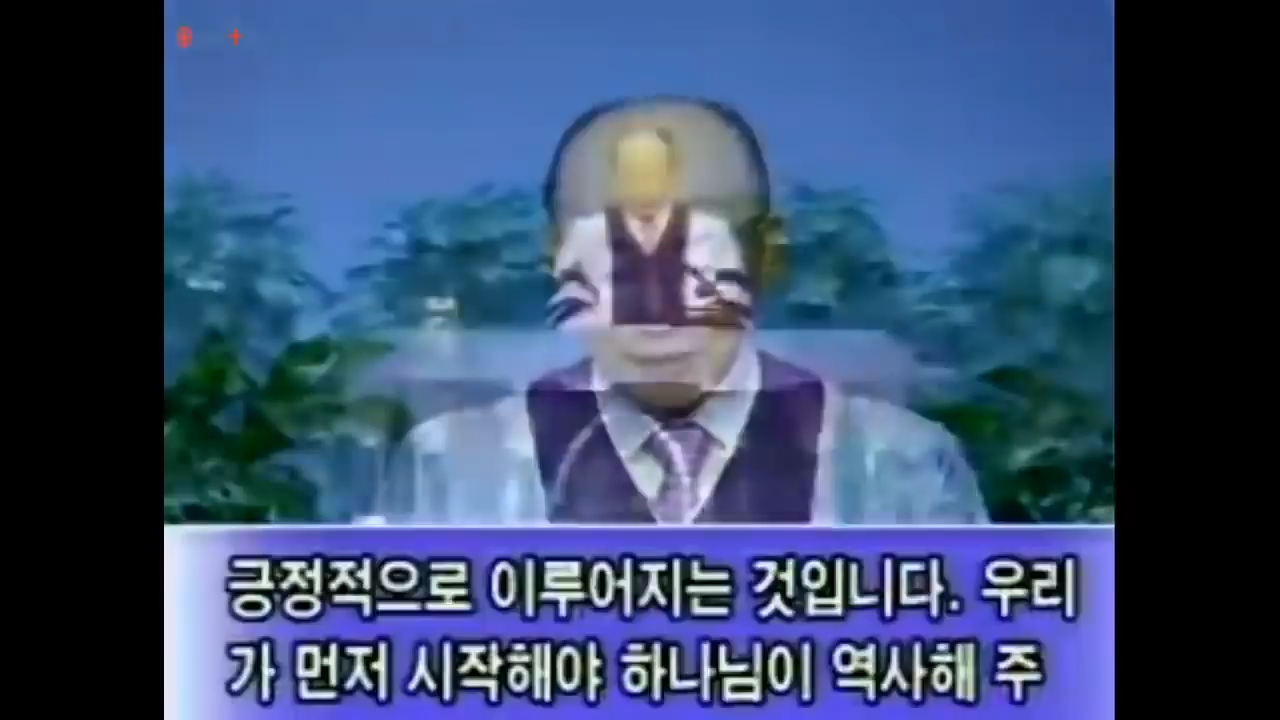 긍정적으로 이루어지는 것입니다. 우리
가 먼저 시작해야 하나님이 역사해 주